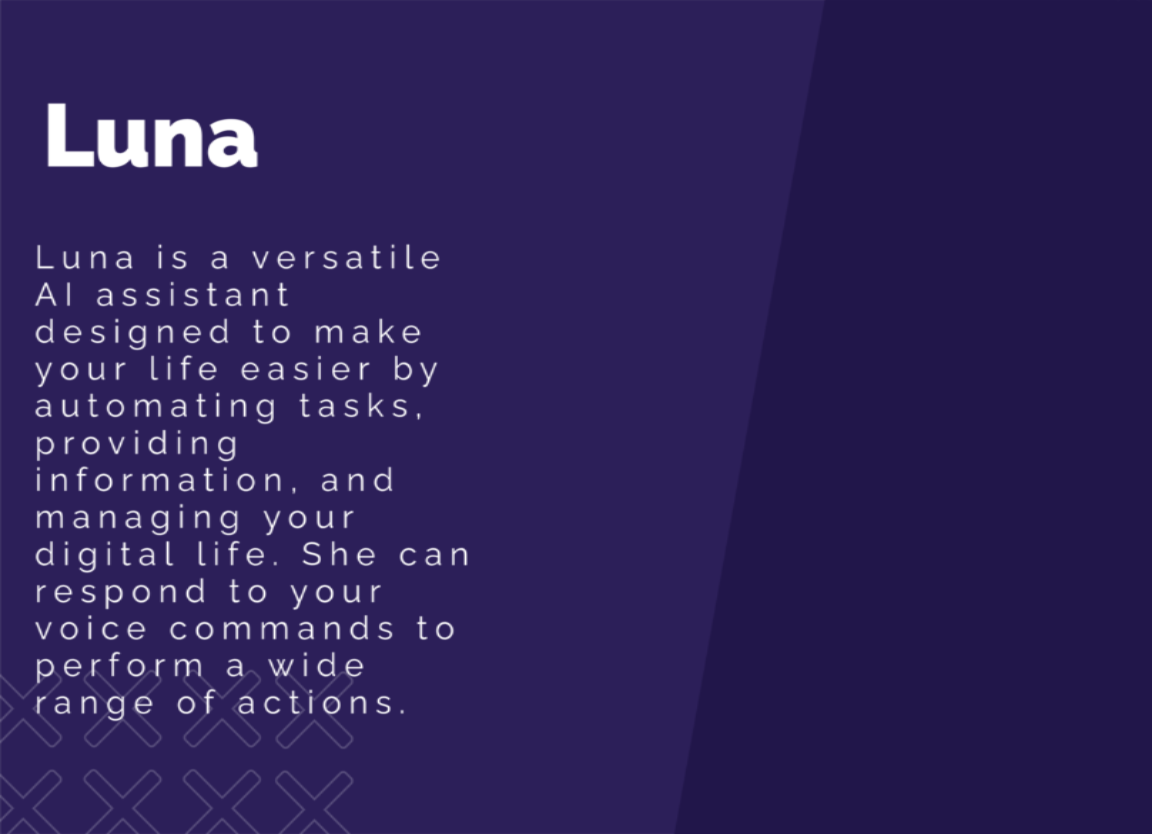 Luna
Luna is a versatile
AI assistant
designed to make
your life easier by
automating tasks,
providing
information, and
managing your
digital life. She can
respond to your
voice commands to
perform a wide
range of actions.